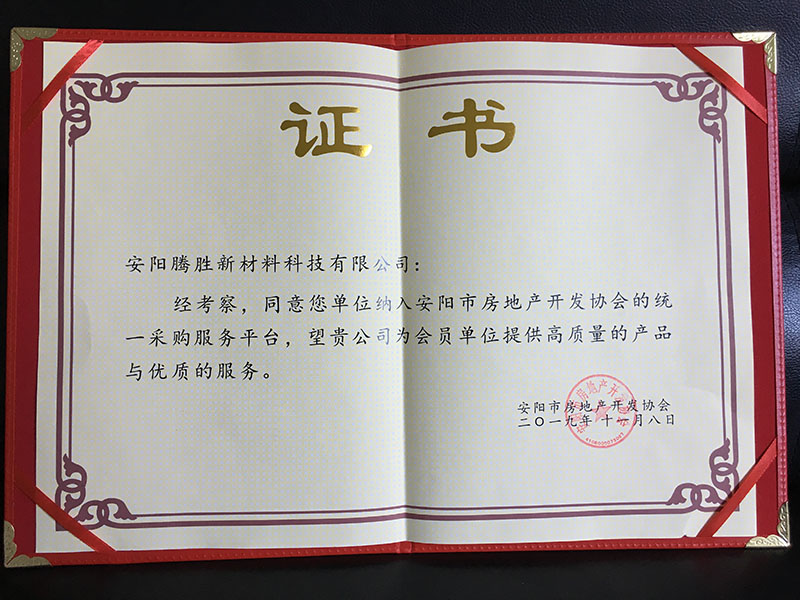 证书
安阳腾胜新材料科技有限公司：
经考察，同意您单位纳入安阳市房地产开发协会的统
一采购服务平台，望贵公司为会员单位提供高质量的产品
与优质的服务。
安阳市房地产开发协会
二〇一九年十一月八日